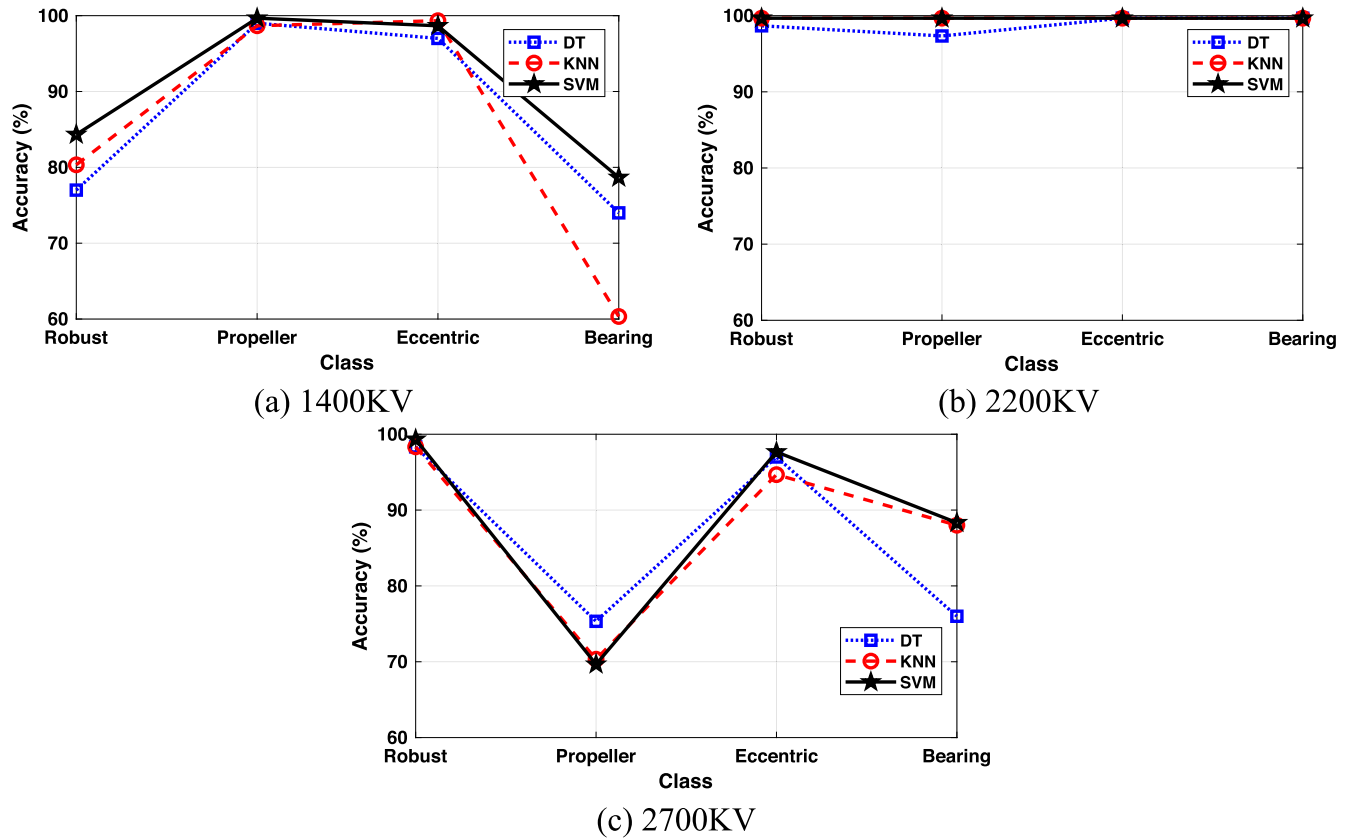 Accuracy (%)
100
90
80
70
60
DT
KNN
SVM
Robust
Propeller
Eccentric
Bearing
Class
(a) 1400KV
Accuracy (%)
100
90
80
70
60
DT
KNN
SVM
Robust
Propeller
Eccentric
Bearing
Class
(b) 2200KV
Accuracy (%)
100
90
80
70
60
DT
KNN
SVM
Robust
Propeller
Eccentric
Bearing
Class
(c) 2700KV